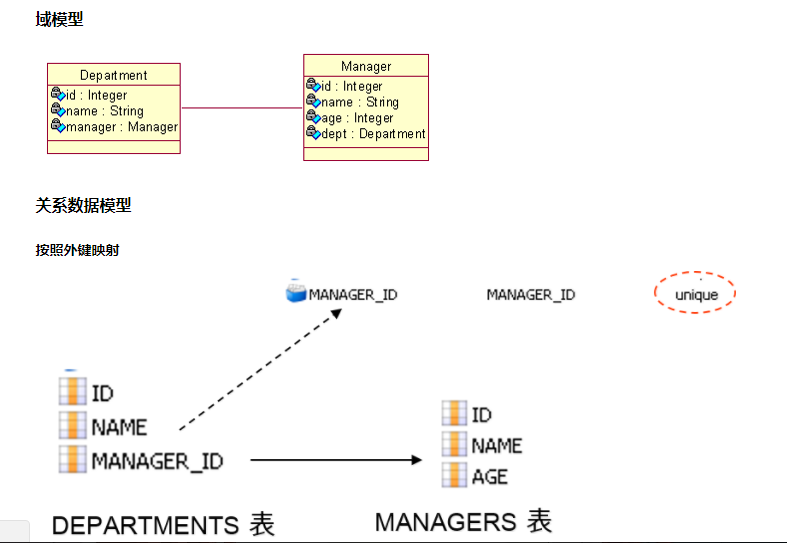 域模型
Department
id : Integer
name : String
manager : Manager
Manager
id : Integer
name : String
age : Integer
dept : Department
关系数据模型
按照外键映射
MANAGER_ID MANAGER_ID unique
ID
NAME
MANAGER_ID
DEPARTMENTS 表
ID
NAME
AGE
MANAGERS 表